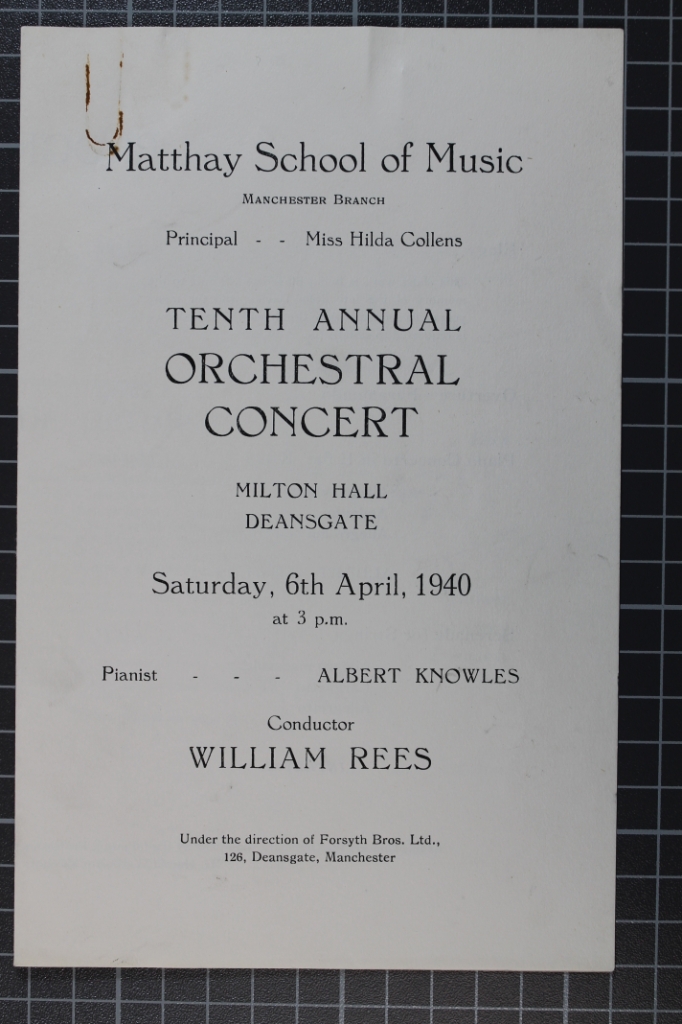 Matthay School of Music
Manchester Branch
Principal - - Miss Hilda Collens
TENTH ANNUAL
ORCHESTRAL
CONCERT
MILTON HALL
DEANSGATE
Saturday, 6th April, 1940
at 3 p.m.
Pianist - - - ALBERT KNOWLES
Conductor
WILLIAM REES
Under the direction of Forsyth Bros. Ltd.,
126, Deansgate, Manchester